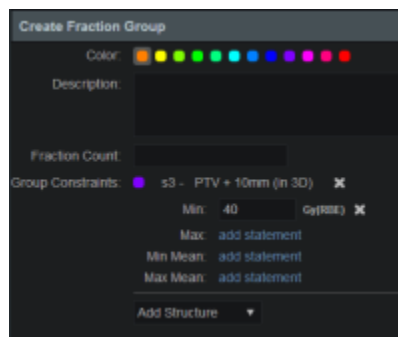 Create Fraction Group
Color:
Description:
Fraction Count:
Group Constraints: s3 - PTV + 10mm (in 3D)
Min: 40 Gy(RBE)
Max: add statement
Min Mean: add statement
Max Mean: add statement
Add Structure